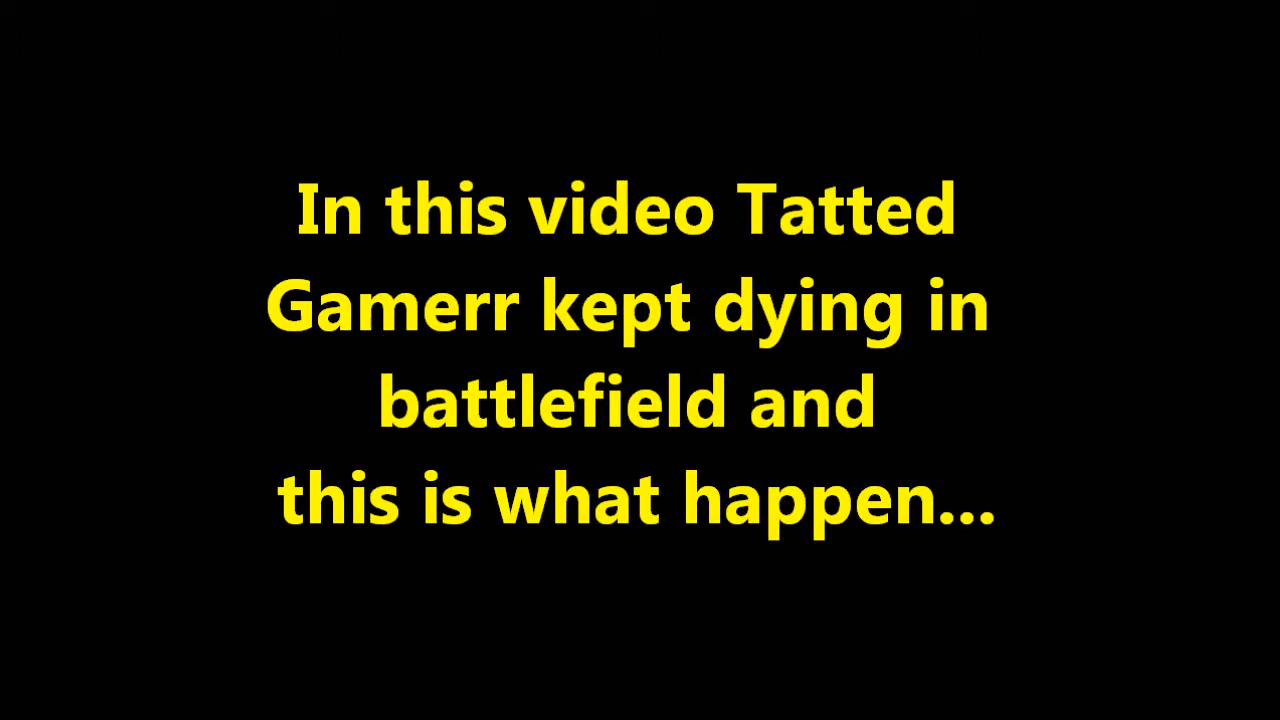 In this video Tatted
Gamerr kept dying in
battlefield and
this is what happen...